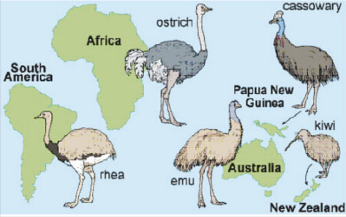 cassowary
ostrich
Africa
South
America
Papua New
Guinea
kiwi
rhea
emu
Australia
New Zealand